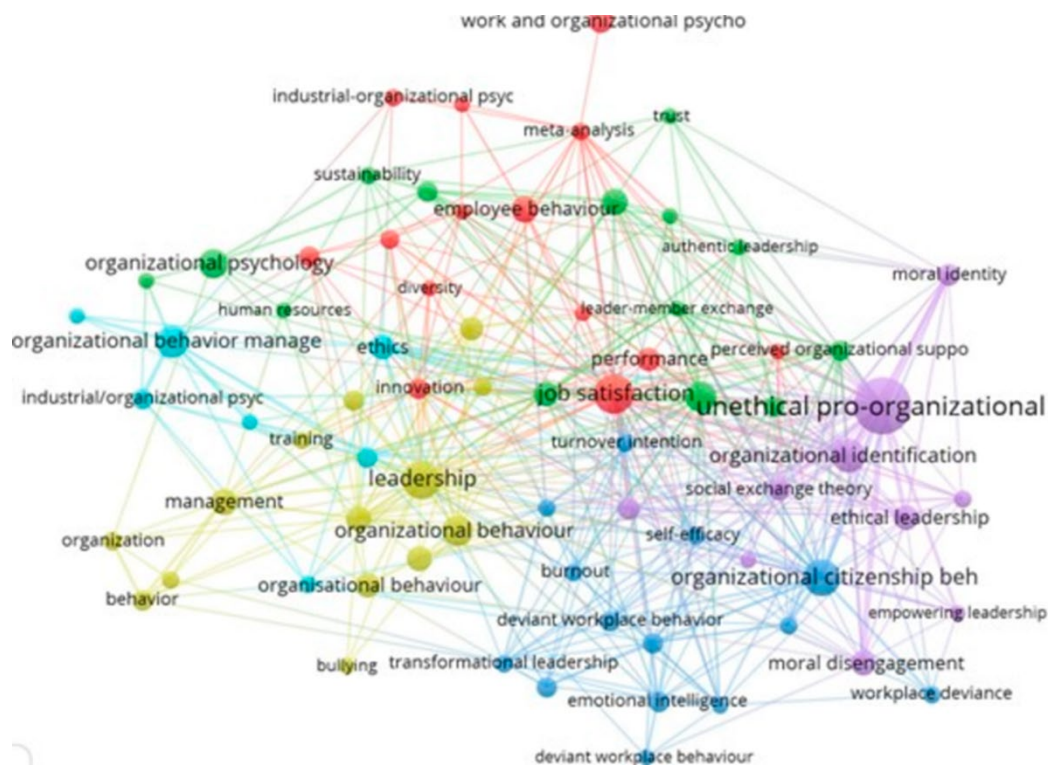 work and organizational psycho
industrial-organizational psyc
meta-analysis
trust
sustainability
employee behaviour
authentic leadership
organizational psychology
moral identity
diversity
human resources
leader-member exchange
organizational behavior manage
ethics
performance
perceived organizational suppo
innovation
job satisfaction
industrial/organizational psyc
unethical pro-organizational
training
turnover intention
organizational identification
leadership
social exchange theory
management
ethical leadership
organizational behaviour
self-efficacy
organization
burnout
organizational citizenship beh
organisational behaviour
behavior
empowering leadership
deviant workplace behavior
bullying
transformational leadership
moral disengagement
workplace deviance
emotional intelligence
deviant workplace behaviour